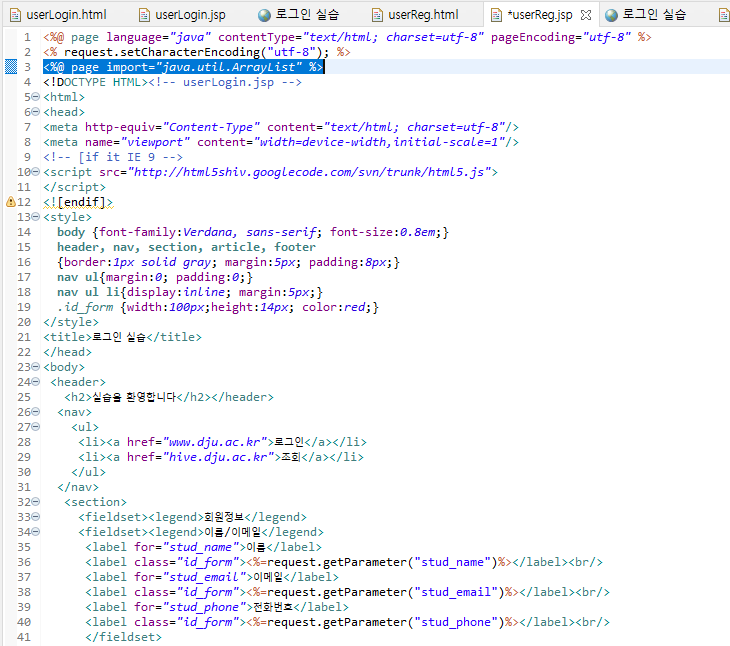 userLogin.html userLogin.jsp 로그인 실습 userReg.html *userReg.jsp 로그인 실습
1 <%@ page language="java" contentType="text/html; charset=utf-8" pageEncoding="utf-8" %>
2 <% request.setCharacterEncoding("utf-8"); %>
3 <%@ page import="java.util.ArrayList" %>
4 <!DOCTYPE HTML><!-- userLogin.jsp -->
5 <html>
6 <head>
7 <meta http-equiv="Content-Type" content="text/html; charset=utf-8"/>
8 <meta name="viewport" content="width=device-width,initial-scale=1"/>
9 <!-- [if it IE 9 -->
10 <script src="http://html5shiv.googlecode.com/svn/trunk/html5.js">
11 </script>
12 <![endif]>
13 <style>
14 body {font-family:Verdana, sans-serif; font-size:0.8em;}
15 header, nav, section, article, footer
16 {border:1px solid gray; margin:5px; padding:8px;}
17 nav ul{margin:0; padding:0;}
18 nav ul li{display:inline; margin:5px;}
19 .id_form {width:100px;height:14px; color:red;}
20 </style>
21 <title>로그인 실습</title>
22 </head>
23 <body>
24 <header>
25 <h2>실습을 환영합니다</h2></header>
26 <nav>
27 <ul>
28 <li><a href="www.dju.ac.kr">로그인</a></li>
29 <li><a href="hive.dju.ac.kr">조회</a></li>
30 </ul>
31 </nav>
32 <section>
33 <fieldset><legend>회원정보</legend>
34 <fieldset><legend>이름/이메일</legend>
35 <label for="stud_name">이름</label>
36 <label class="id_form"><%=request.getParameter("stud_name")%></label><br/>
37 <label for="stud_email">이메일</label>
38 <label class="id_form"><%=request.getParameter("stud_email")%></label><br/>
39 <label for="stud_phone">전화번호</label>
40 <label class="id_form"><%=request.getParameter("stud_phone")%></label><br/>
41 </fieldset>